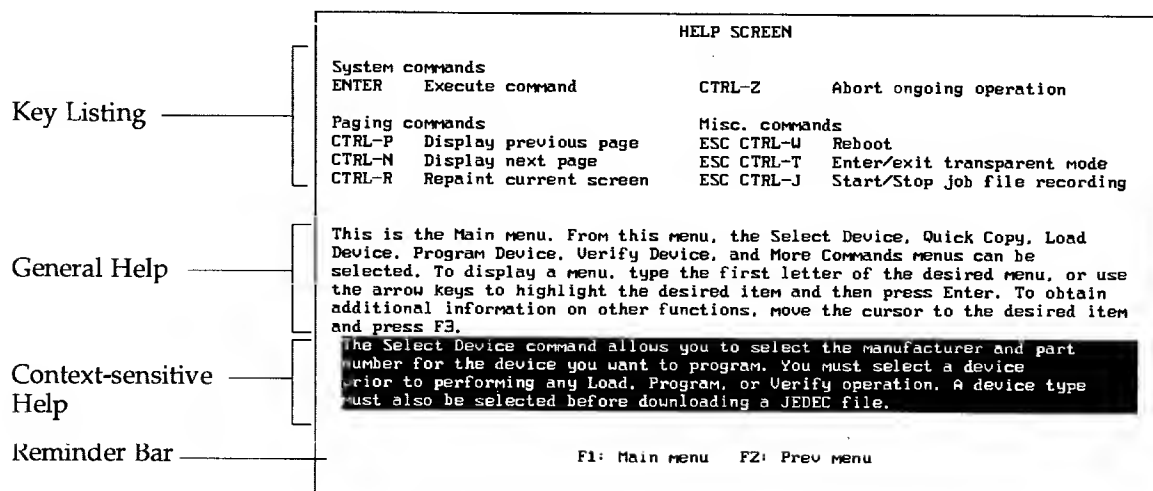 HELP SCREEN
System commands
ENTER Execute command CTRL-Z Abort ongoing operation
Key Listing
Paging commands Misc. commands
CTRL-P Display previous page ESC CTRL-W Reboot
CTRL-N Display next page ESC CTRL-T Enter/exit transparent mode
CTRL-R Repaint current screen ESC CTRL-J Start/Stop job file recording
General Help
This is the Main menu. From this menu, the Select Device, Quick Copy, Load
Device, Program Device, Verify Device, and More Commands menus can be
selected. To display a menu, type the first letter of the desired menu, or use
the arrow keys to highlight the desired item and then press Enter. To obtain
additional information on other functions, move the cursor to the desired item
and press F3.
Context-sensitive
Help
The Select Device command allows you to select the manufacturer and part
number for the device you want to program. You must select a device
prior to performing any Load, Program, or Verify operation. A device type
must also be selected before downloading a JEDEC file.
Reminder Bar
F1: Main menu F2: Prev menu